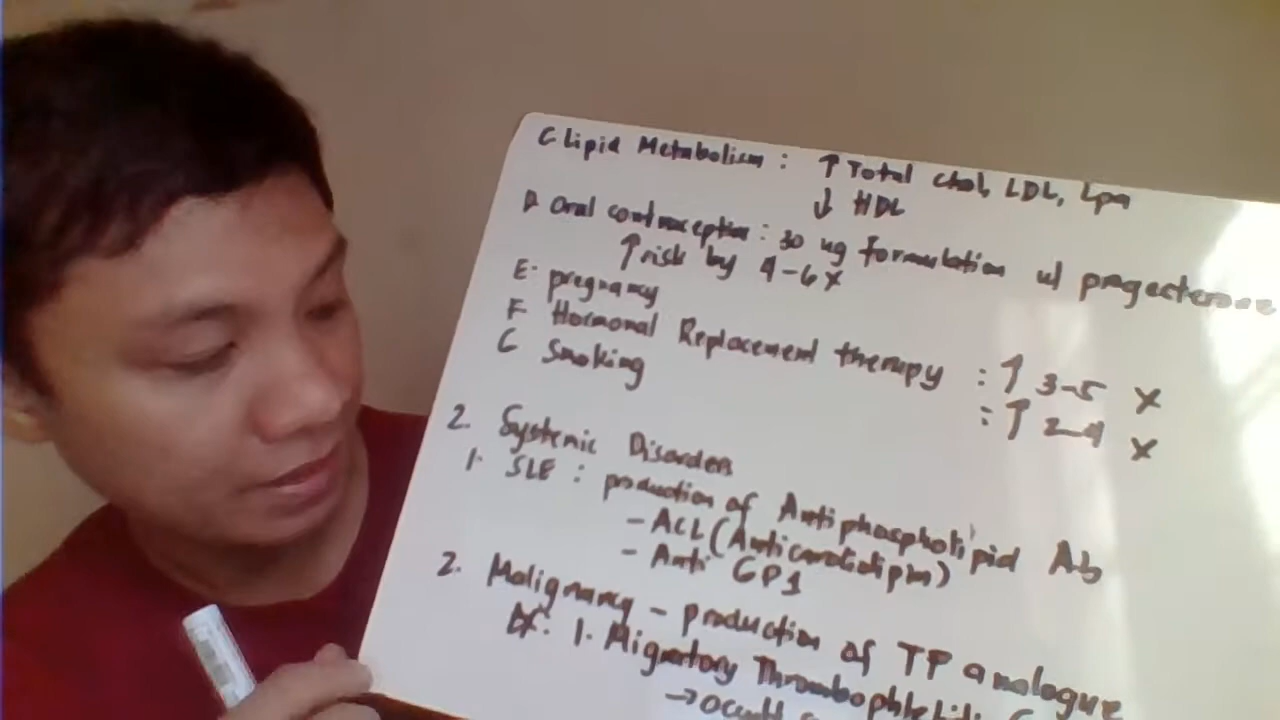 C Lipid Metabolism : ↑ Total chol, LDL, Lpa
↓ HDL
D. Oral contraception : 30 ug formulation w/ progesterone
↑ risk by 4-6 X
E. pregnancy
F Hormonal Replacement therapy : ↑ 3-5 X
G Smoking : ↑ 2-4 X
2. Systemic Disorders
1. SLE : production of Antiphospholipid Ab
- ACL (Anticardiolipin)
- Anti GP1
2. Malignancy - production of TF analogue
1. Migratory Thrombophlebitis
→ occult